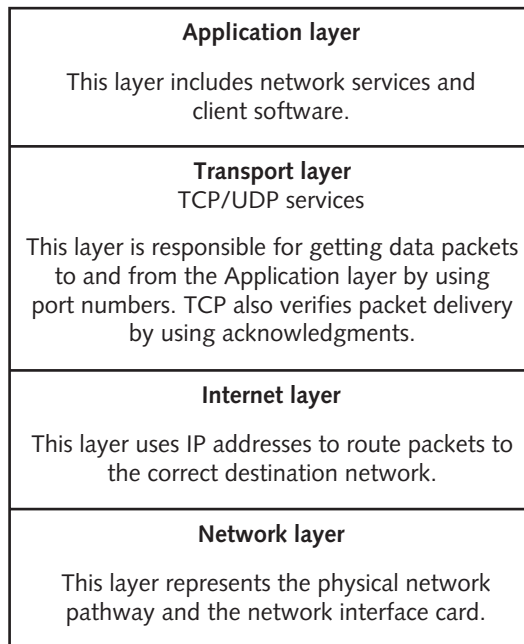 Application layer
This layer includes network services and
client software.
Transport layer
TCP/UDP services
This layer is responsible for getting data packets
to and from the Application layer by using
port numbers. TCP also verifies packet delivery
by using acknowledgments.
Internet layer
This layer uses IP addresses to route packets to
the correct destination network.
Network layer
This layer represents the physical network
pathway and the network interface card.